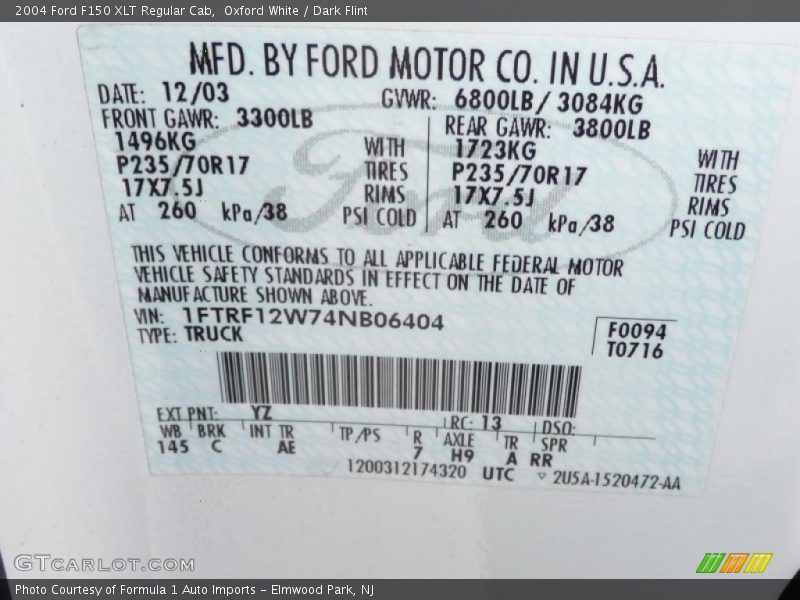 2004 Ford F150 XLT Regular Cab,  Oxford White / Dark Flint
MFD. BY FORD MOTOR CO. IN U.S.A.
DATE: 12/03 GVWR: 6800LB/ 3084KG
FRONT GAWR: 3300LB REAR GAWR: 3800LB
1496KG WITH 1723KG WITH
P235/70R17 TIRES P235/70R17 TIRES
17X7.5J RIMS 17X7.5J RIMS
AT 260 kPa/38 PSI COLD AT 260 kPa/38 PSI COLD
Ford
THIS VEHICLE CONFORMS TO ALL APPLICABLE FEDERAL MOTOR
VEHICLE SAFETY STANDARDS IN EFFECT ON THE DATE OF
MANUFACTURE SHOWN ABOVE.
VIN: 1FTRF12W74NB06404
TYPE: TRUCK
F0094
T0716
EXT PNT: YZ RC: 13 DSO:
WB BRK INT TR TP/PS R AXLE TR SPR
145 C AE 7 H9 A RR
1200312174320 UTC 2U5A-1520472-AA
GTCARLOT.COM
Photo Courtesy of Formula 1 Auto Imports - Elmwood Park, NJ